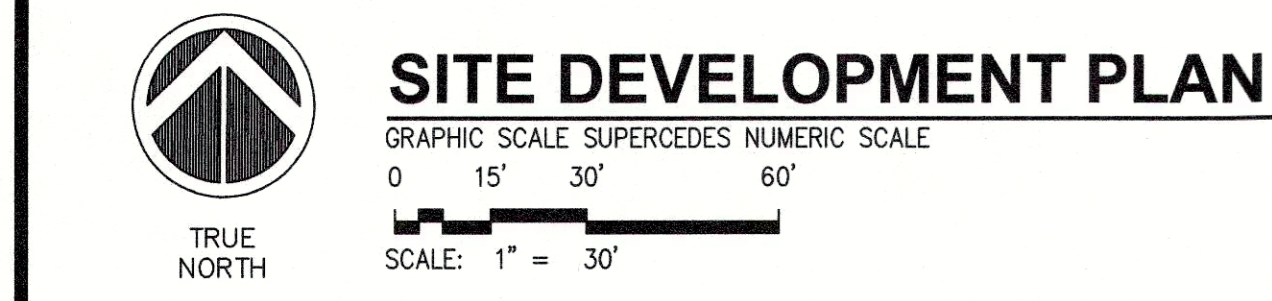 SITE DEVELOPMENT PLAN
GRAPHIC SCALE SUPERCEDES NUMERIC SCALE
0 15' 30' 60'
SCALE: 1" = 30'
TRUE
NORTH